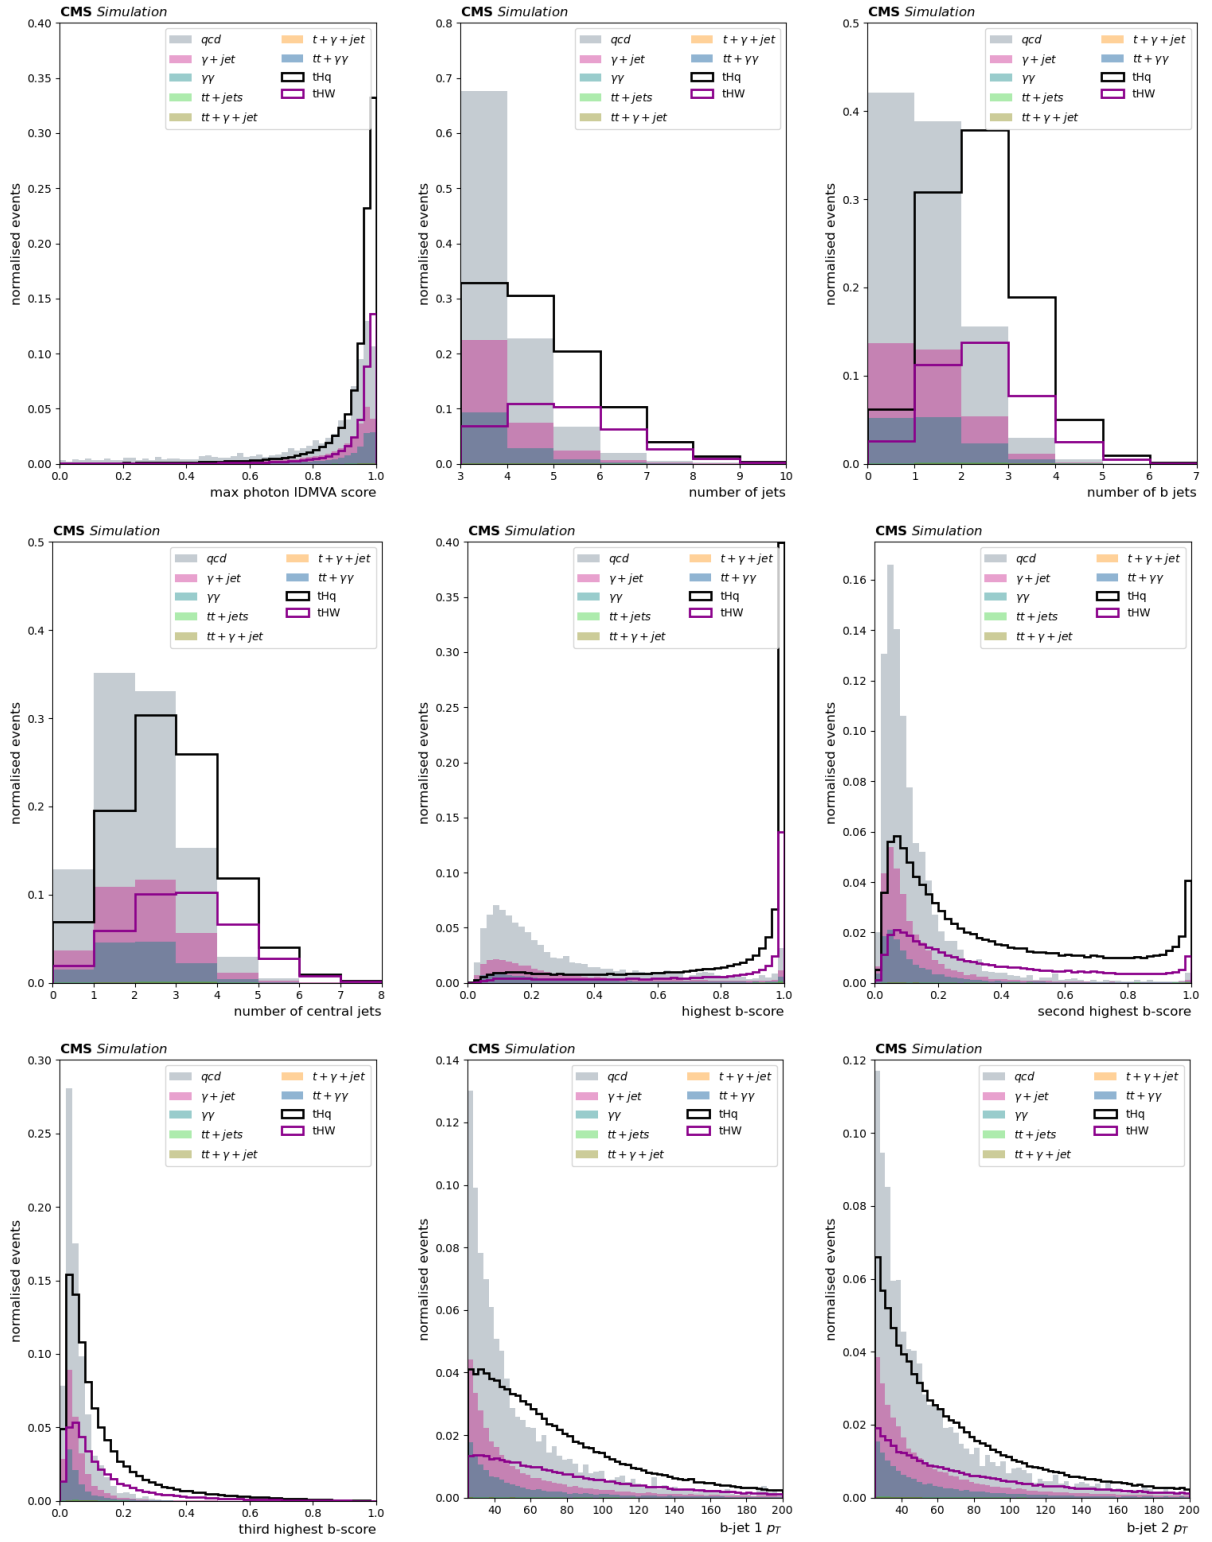 CMS Simulation
qcd
γ + jet
γγ
tt + jets
tt + γ + jet
t + γ + jet
tt + γγ
tHq
tHW
normalised events
0.40
0.35
0.30
0.25
0.20
0.15
0.10
0.05
0.00
0.0 0.2 0.4 0.6 0.8 1.0
max photon IDMVA score
CMS Simulation
qcd
γ + jet
γγ
tt + jets
tt + γ + jet
t + γ + jet
tt + γγ
tHq
tHW
normalised events
0.8
0.7
0.6
0.5
0.4
0.3
0.2
0.1
0.0
3 4 5 6 7 8 9 10
number of jets
CMS Simulation
qcd
γ + jet
γγ
tt + jets
tt + γ + jet
t + γ + jet
tt + γγ
tHq
tHW
normalised events
0.5
0.4
0.3
0.2
0.1
0.0
0 1 2 3 4 5 6 7
number of b jets
CMS Simulation
qcd
γ + jet
γγ
tt + jets
tt + γ + jet
t + γ + jet
tt + γγ
tHq
tHW
normalised events
0.5
0.4
0.3
0.2
0.1
0.0
0 1 2 3 4 5 6 7 8
number of central jets
CMS Simulation
qcd
γ + jet
γγ
tt + jets
tt + γ + jet
t + γ + jet
tt + γγ
tHq
tHW
normalised events
0.40
0.35
0.30
0.25
0.20
0.15
0.10
0.05
0.00
0.0 0.2 0.4 0.6 0.8 1.0
highest b-score
CMS Simulation
qcd
γ + jet
γγ
tt + jets
tt + γ + jet
t + γ + jet
tt + γγ
tHq
tHW
normalised events
0.16
0.14
0.12
0.10
0.08
0.06
0.04
0.02
0.00
0.0 0.2 0.4 0.6 0.8 1.0
second highest b-score
CMS Simulation
qcd
γ + jet
γγ
tt + jets
tt + γ + jet
t + γ + jet
tt + γγ
tHq
tHW
normalised events
0.30
0.25
0.20
0.15
0.10
0.05
0.00
0.0 0.2 0.4 0.6 0.8 1.0
third highest b-score
CMS Simulation
qcd
γ + jet
γγ
tt + jets
tt + γ + jet
t + γ + jet
tt + γγ
tHq
tHW
normalised events
0.14
0.12
0.10
0.08
0.06
0.04
0.02
0.00
40 60 80 100 120 140 160 180 200
b-jet 1 pT
CMS Simulation
qcd
γ + jet
γγ
tt + jets
tt + γ + jet
t + γ + jet
tt + γγ
tHq
tHW
normalised events
0.12
0.10
0.08
0.06
0.04
0.02
0.00
40 60 80 100 120 140 160 180 200
b-jet 2 pT